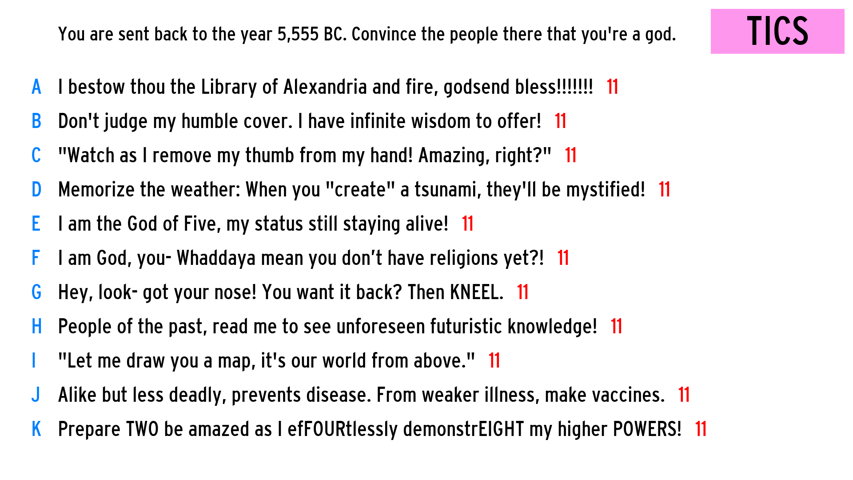 You are sent back to the year 5,555 BC. Convince the people there that you're a god.
TICS
A I bestow thou the Library of Alexandria and fire, godsend bless!!!!!!! 11
B Don't judge my humble cover. I have infinite wisdom to offer! 11
C "Watch as I remove my thumb from my hand! Amazing, right?" 11
D Memorize the weather: When you "create" a tsunami, they'll be mystified! 11
E I am the God of Five, my status still staying alive! 11
F I am God, you- Whaddaya mean you don’t have religions yet?! 11
G Hey, look- got your nose! You want it back? Then KNEEL. 11
H People of the past, read me to see unforeseen futuristic knowledge! 11
I "Let me draw you a map, it's our world from above." 11
J Alike but less deadly, prevents disease. From weaker illness, make vaccines. 11
K Prepare TWO be amazed as I efFOURtlessly demonstrEIGHT my higher POWERS! 11